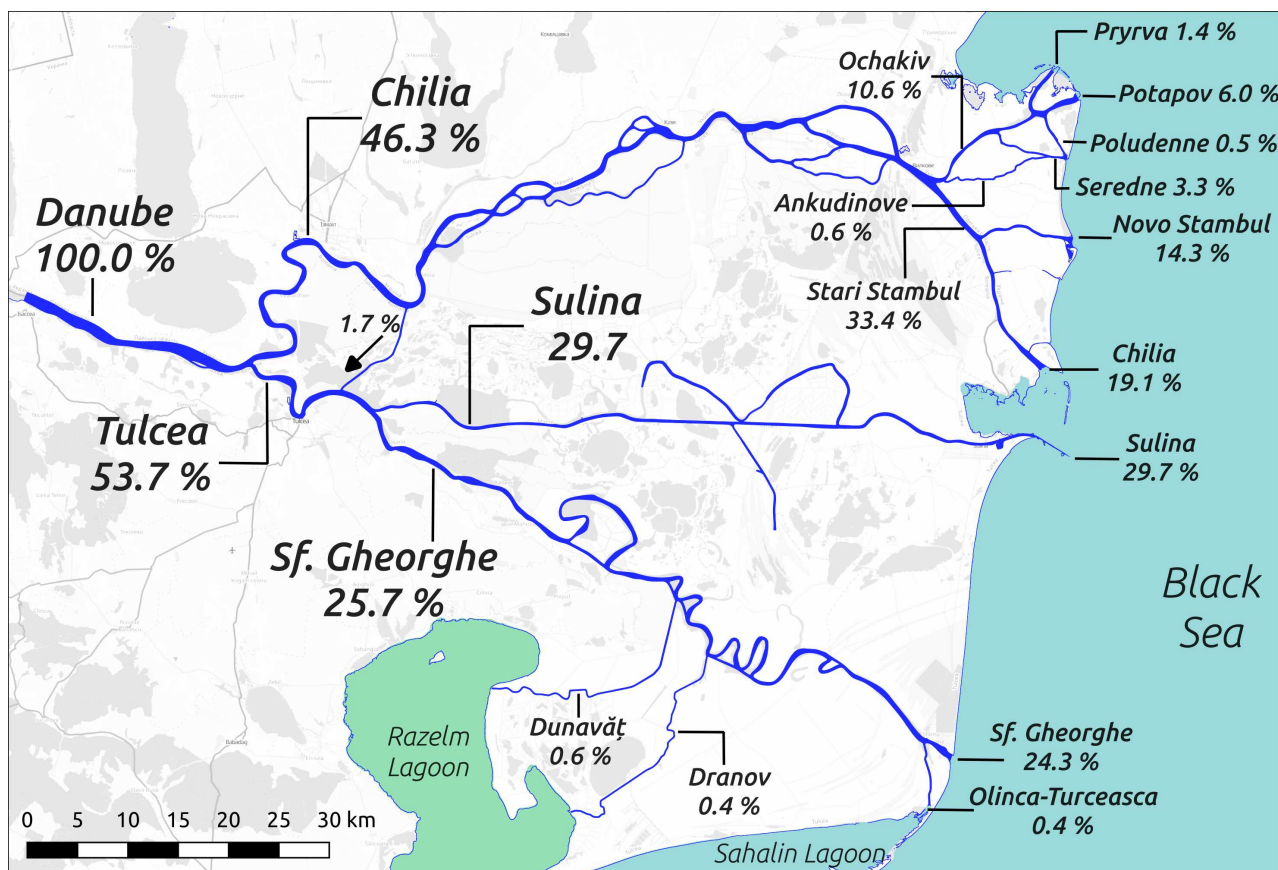 Pryrva 1.4 %
Ochakiv
10.6 %
Potapov 6.0 %
Chilia
46.3 %
Poludenne 0.5 %
Seredne 3.3 %
Ankudinove
0.6 %
Danube
100.0 %
Novo Stambul
14.3 %
Stari Stambul
33.4 %
Sulina
29.7
1.7 %
Chilia
19.1 %
Tulcea
53.7 %
Sulina
29.7 %
Sf. Gheorghe
25.7 %
Black
Sea
Razelm
Lagoon
Dunavăț
0.6 %
Dranov
0.4 %
Sf. Gheorghe
24.3 %
Olinca-Turceasca
0.4 %
0 5 10 15 20 25 30 km
Sahalin Lagoon
Tulcea
Babadag